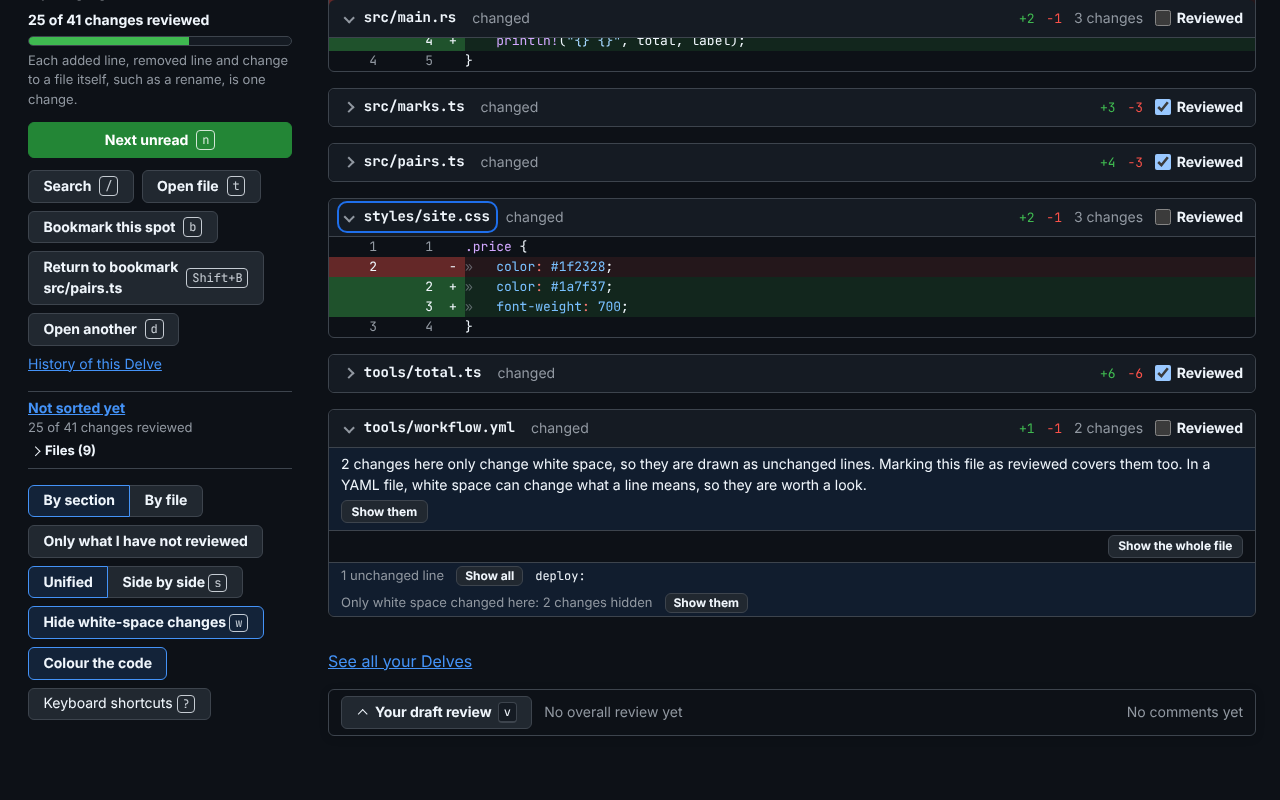 25 of 41 changes reviewed
Each added line, removed line and change
to a file itself, such as a rename, is one
change.
Next unread n
Search / Open file t
Bookmark this spot b
Return to bookmark
src/pairs.ts Shift+B
Open another d
History of this Delve
Not sorted yet
25 of 41 changes reviewed
Files (9)
By section By file
Only what I have not reviewed
Unified Side by side s
Hide white-space changes w
Colour the code
Keyboard shortcuts ?
src/main.rs changed +2 -1 3 changes Reviewed
4 + println!("{} {}", total, label);
4 5 }
src/marks.ts changed +3 -3 Reviewed
src/pairs.ts changed +4 -3 Reviewed
styles/site.css changed +2 -1 3 changes Reviewed
1 1 .price {
2 - » color: #1f2328;
2 + » color: #1a7f37;
3 + » font-weight: 700;
3 4 }
tools/total.ts changed +6 -6 Reviewed
tools/workflow.yml changed +1 -1 2 changes Reviewed
2 changes here only change white space, so they are drawn as unchanged lines. Marking this file as reviewed covers them too. In a
YAML file, white space can change what a line means, so they are worth a look.
Show them
Show the whole file
1 unchanged line Show all deploy:
Only white space changed here: 2 changes hidden Show them
See all your Delves
Your draft review v No overall review yet No comments yet